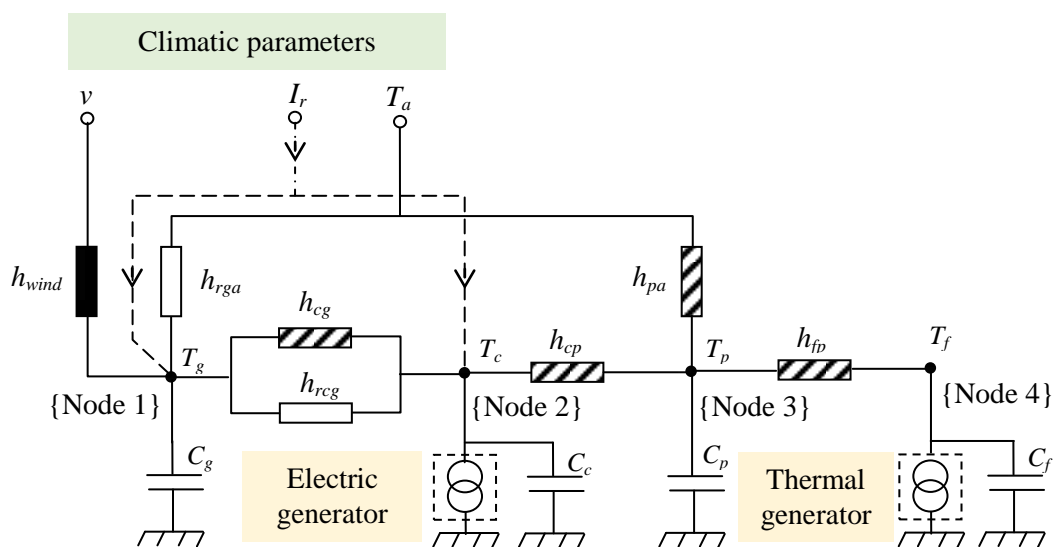 Climatic parameters
v
I_r
T_a
h_wind
h_rga
h_pa
h_cg
T_g
T_c
h_cp
T_p
h_fp
T_f
h_rcg
{Node 1}
{Node 2}
{Node 3}
{Node 4}
C_g
Electric
generator
C_c
C_p
Thermal
generator
C_f